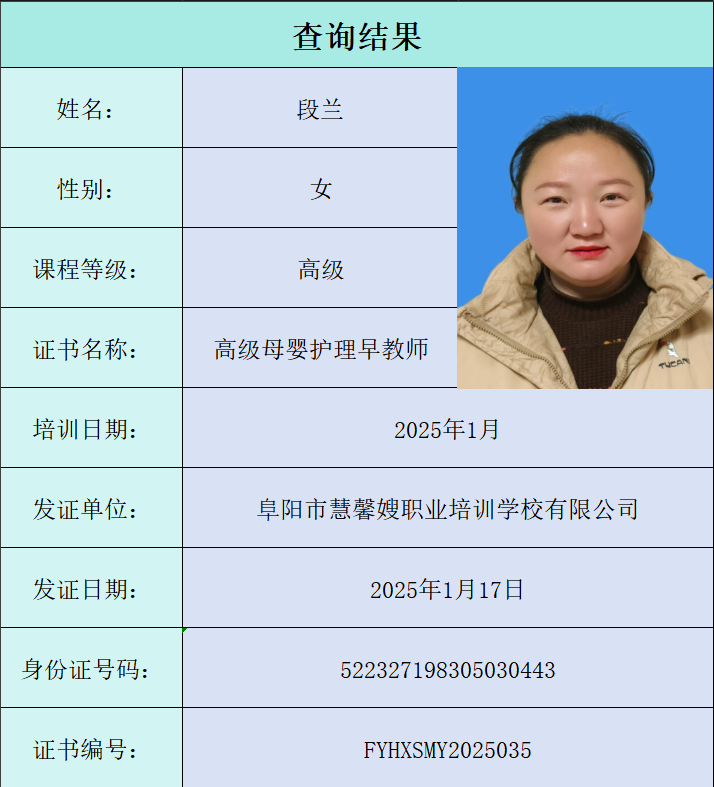 查询结果
姓名： 段兰
性别： 女
课程等级： 高级
证书名称： 高级母婴护理早教师
培训日期： 2025年1月
发证单位： 阜阳市慧馨嫂职业培训学校有限公司
发证日期： 2025年1月17日
身份证号码： 522327198305030443
证书编号： FYHXSMY2025035